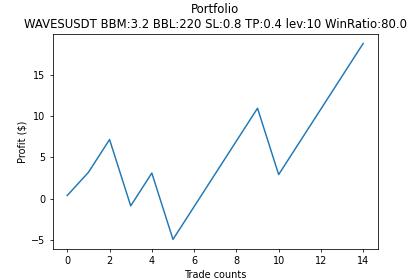 Portfolio
WAVESUSDT BBM:3.2 BBL:220 SL:0.8 TP:0.4 lev:10 WinRatio:80.0
15
10
5
0
−5
Profit ($)
0 2 4 6 8 10 12 14
Trade counts